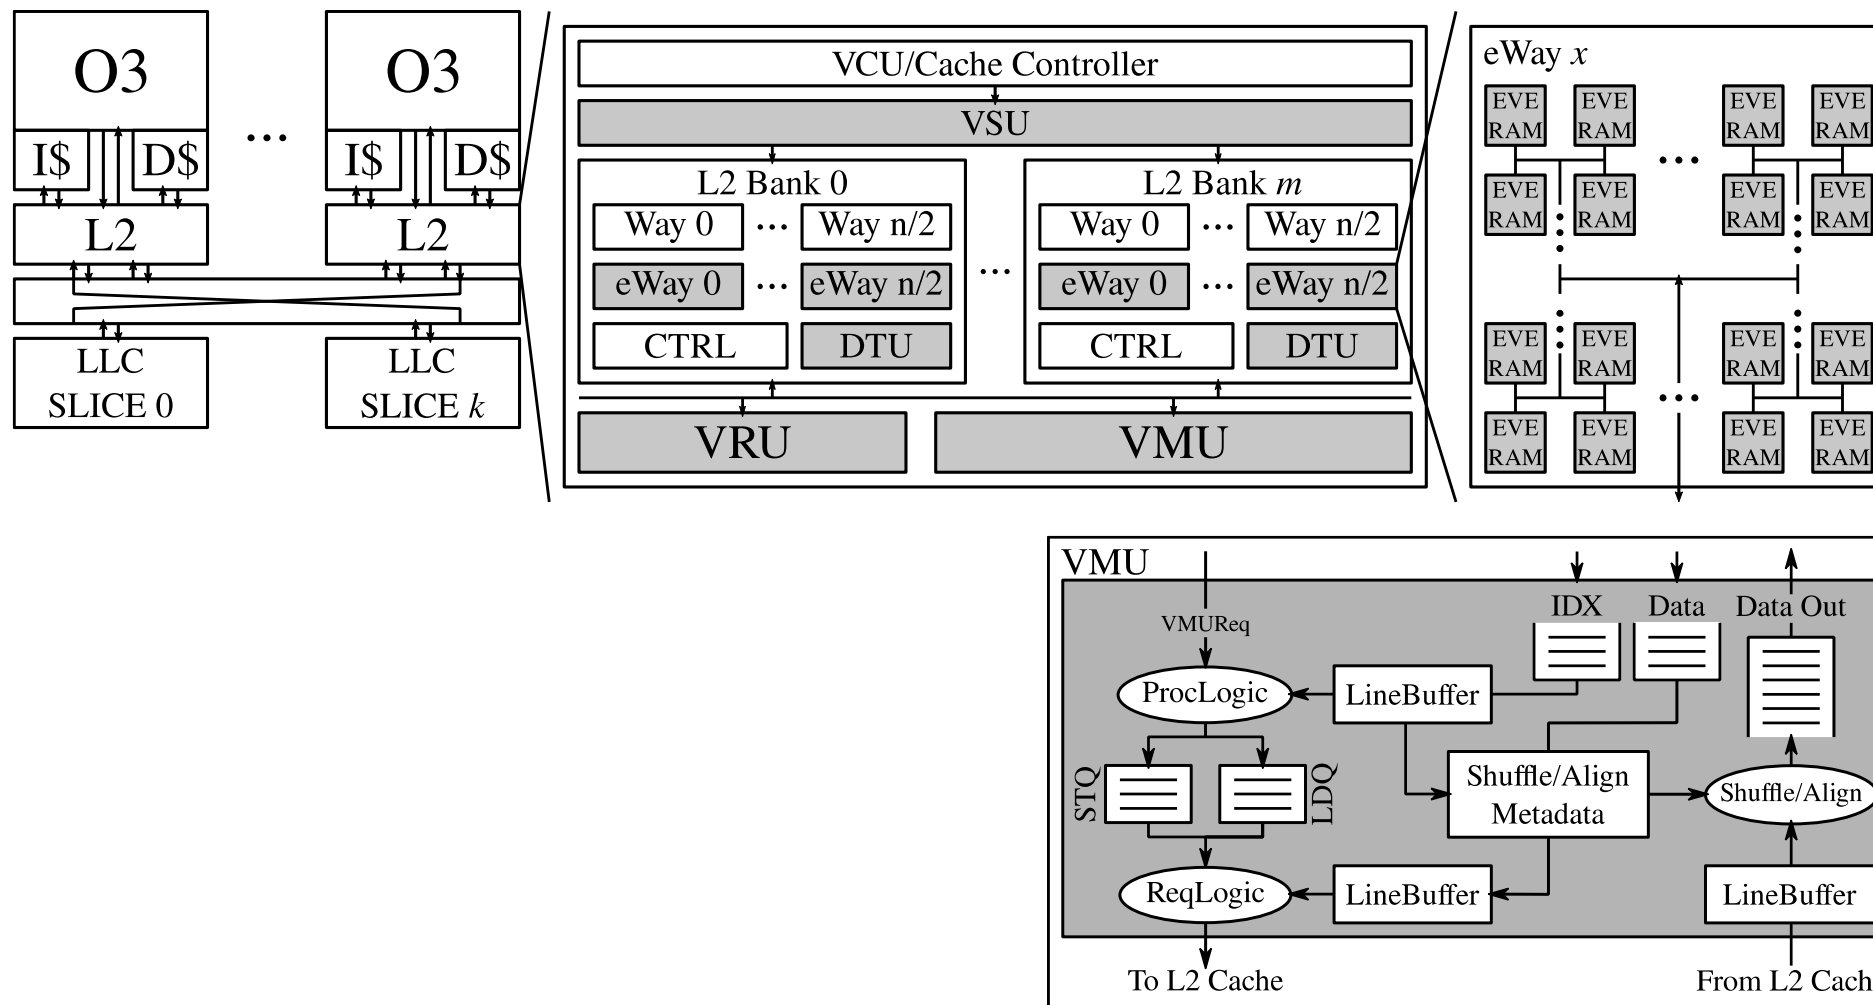 O3
...
O3
I$
D$
I$
D$
L2
L2
LLC
SLICE 0
LLC
SLICE k
VCU/Cache Controller
VSU
L2 Bank 0
Way 0 ... Way n/2
eWay 0 ... eWay n/2
CTRL
DTU
...
L2 Bank m
Way 0 ... Way n/2
eWay 0 ... eWay n/2
CTRL
DTU
VRU
VMU
eWay x
EVE
RAM
EVE
RAM
...
EVE
RAM
EVE
RAM
EVE
RAM
EVE
RAM
EVE
RAM
EVE
RAM
EVE
RAM
EVE
RAM
...
EVE
RAM
EVE
RAM
EVE
RAM
EVE
RAM
EVE
RAM
EVE
RAM
VMU
VMUReq
IDX
Data
Data Out
ProcLogic
LineBuffer
STQ
LDQ
Shuffle/Align
Metadata
Shuffle/Align
ReqLogic
LineBuffer
LineBuffer
To L2 Cache
From L2 Cach